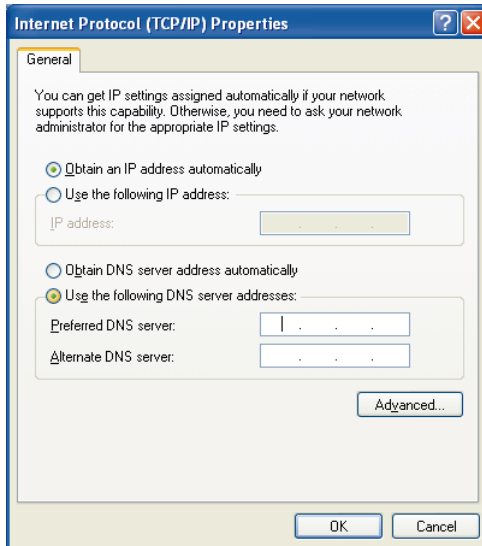 Internet Protocol (TCP/IP) Properties
General
You can get IP settings assigned automatically if your network
supports this capability. Otherwise, you need to ask your network
administrator for the appropriate IP settings.
Obtain an IP address automatically
Use the following IP address:
IP address:
Obtain DNS server address automatically
Use the following DNS server addresses:
Preferred DNS server:
Alternate DNS server:
Advanced...
OK Cancel